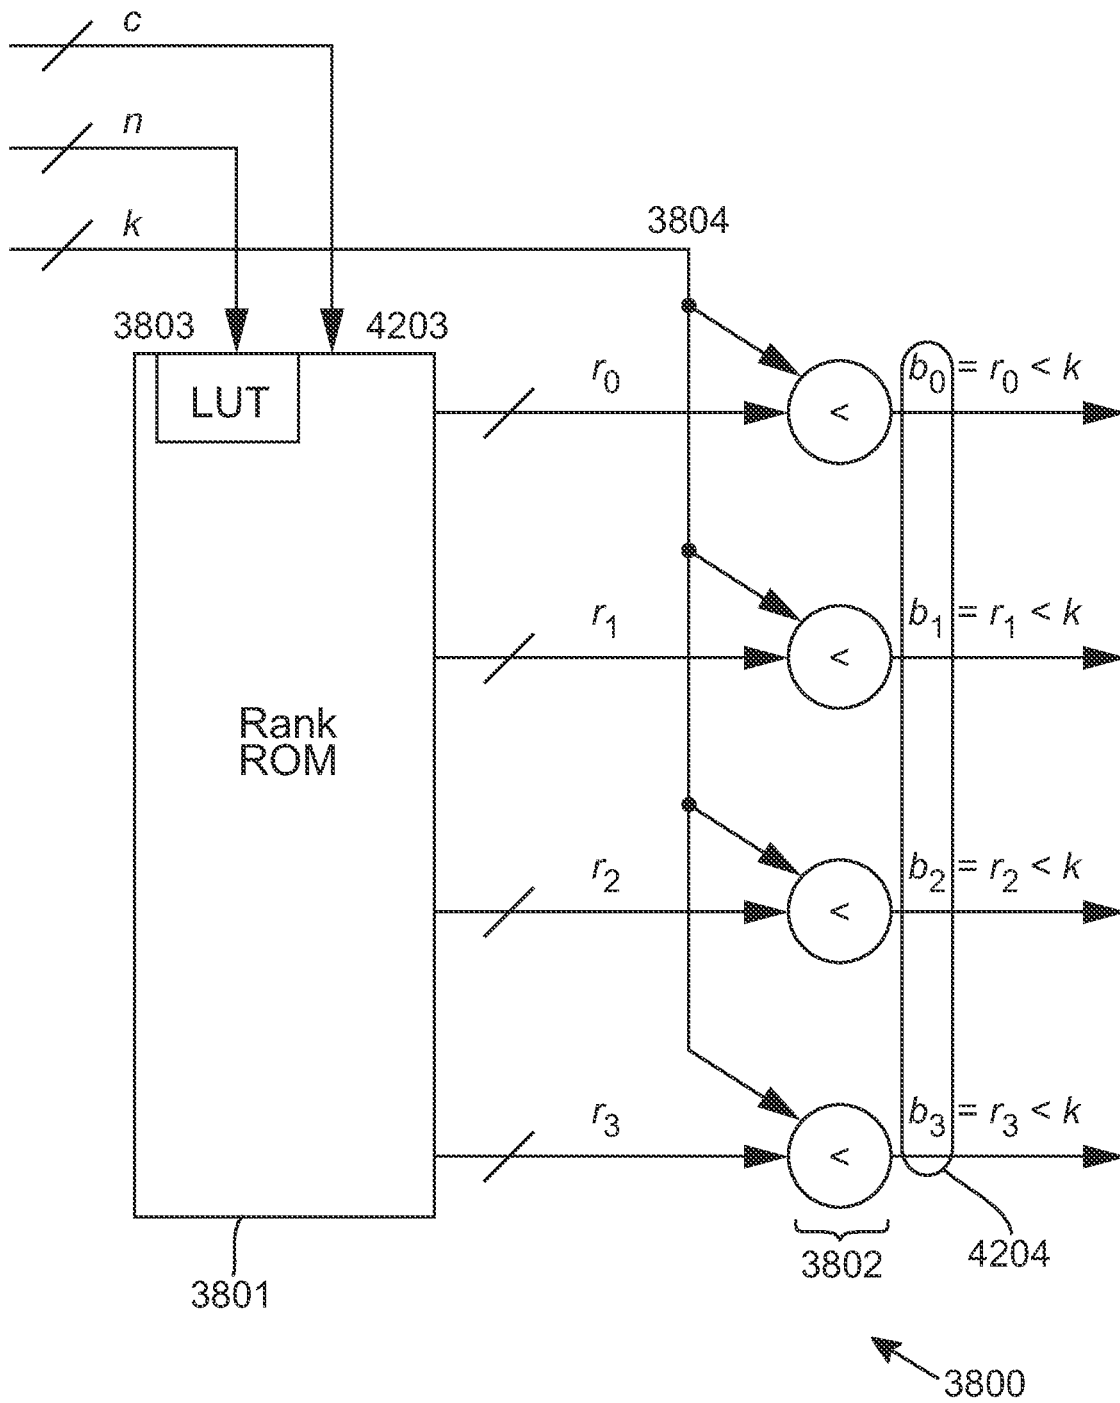 c
n
k
3804
3803
4203
LUT
r0
<
b0 = r0 < k
r1
<
b1 = r1 < k
Rank
ROM
r2
<
b2 = r2 < k
r3
<
b3 = r3 < k
3802
4204
3801
3800